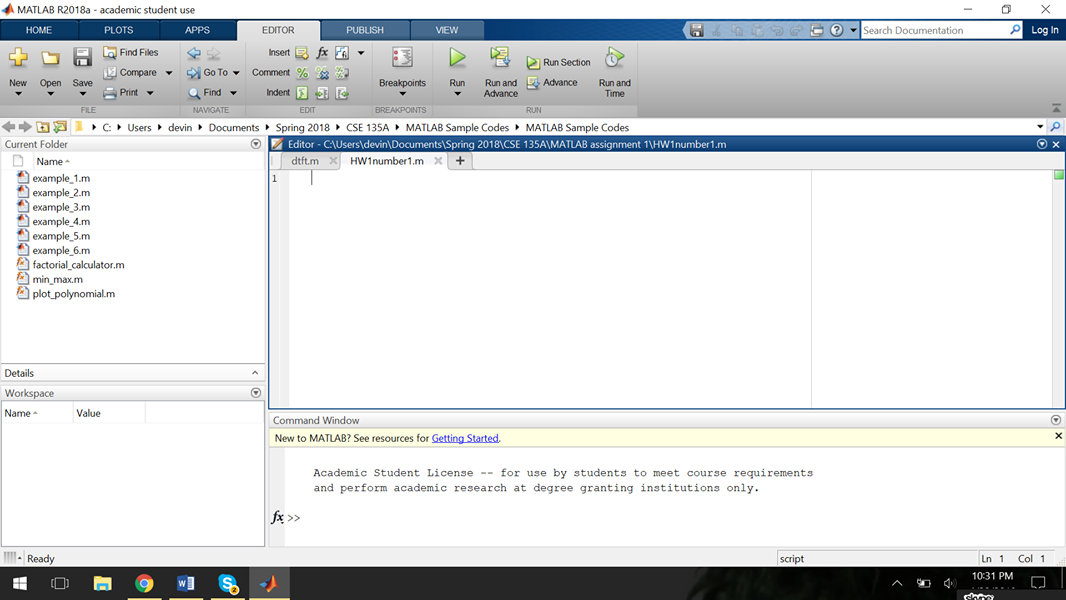 MATLAB R2018a - academic student use
HOME PLOTS APPS EDITOR PUBLISH VIEW
Search Documentation
Log In
New
Open
Save
Find Files
Compare
Print
FILE
Go To
Find
NAVIGATE
Insert
Comment
Indent
EDIT
Breakpoints
BREAKPOINTS
Run
Run and
Advance
Run Section
Advance
Run and
Time
RUN
C: Users devin Documents Spring 2018 CSE 135A MATLAB Sample Codes MATLAB Sample Codes
Current Folder
Name
example_1.m
example_2.m
example_3.m
example_4.m
example_5.m
example_6.m
factorial_calculator.m
min_max.m
plot_polynomial.m
Details
Workspace
Name Value
Editor - C:\Users\devin\Documents\Spring 2018\CSE 135A\MATLAB assignment 1\HW1number1.m
dtft.m HW1number1.m
1
Command Window
New to MATLAB? See resources for Getting Started.
Academic Student License -- for use by students to meet course requirements
and perform academic research at degree granting institutions only.
fx >>
Ready
script
Ln 1 Col 1
2
10:31 PM